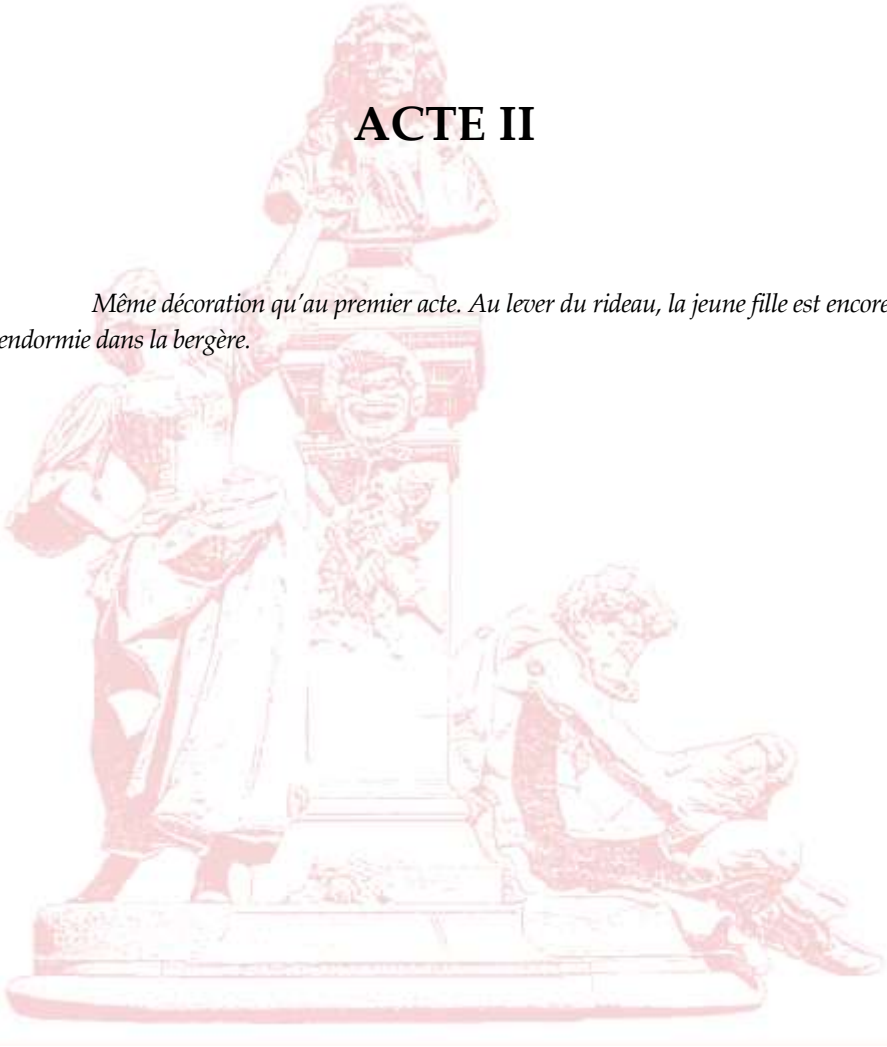 ACTE II
Même décoration qu’au premier acte. Au lever du rideau, la jeune fille est encore
endormie dans la bergère.